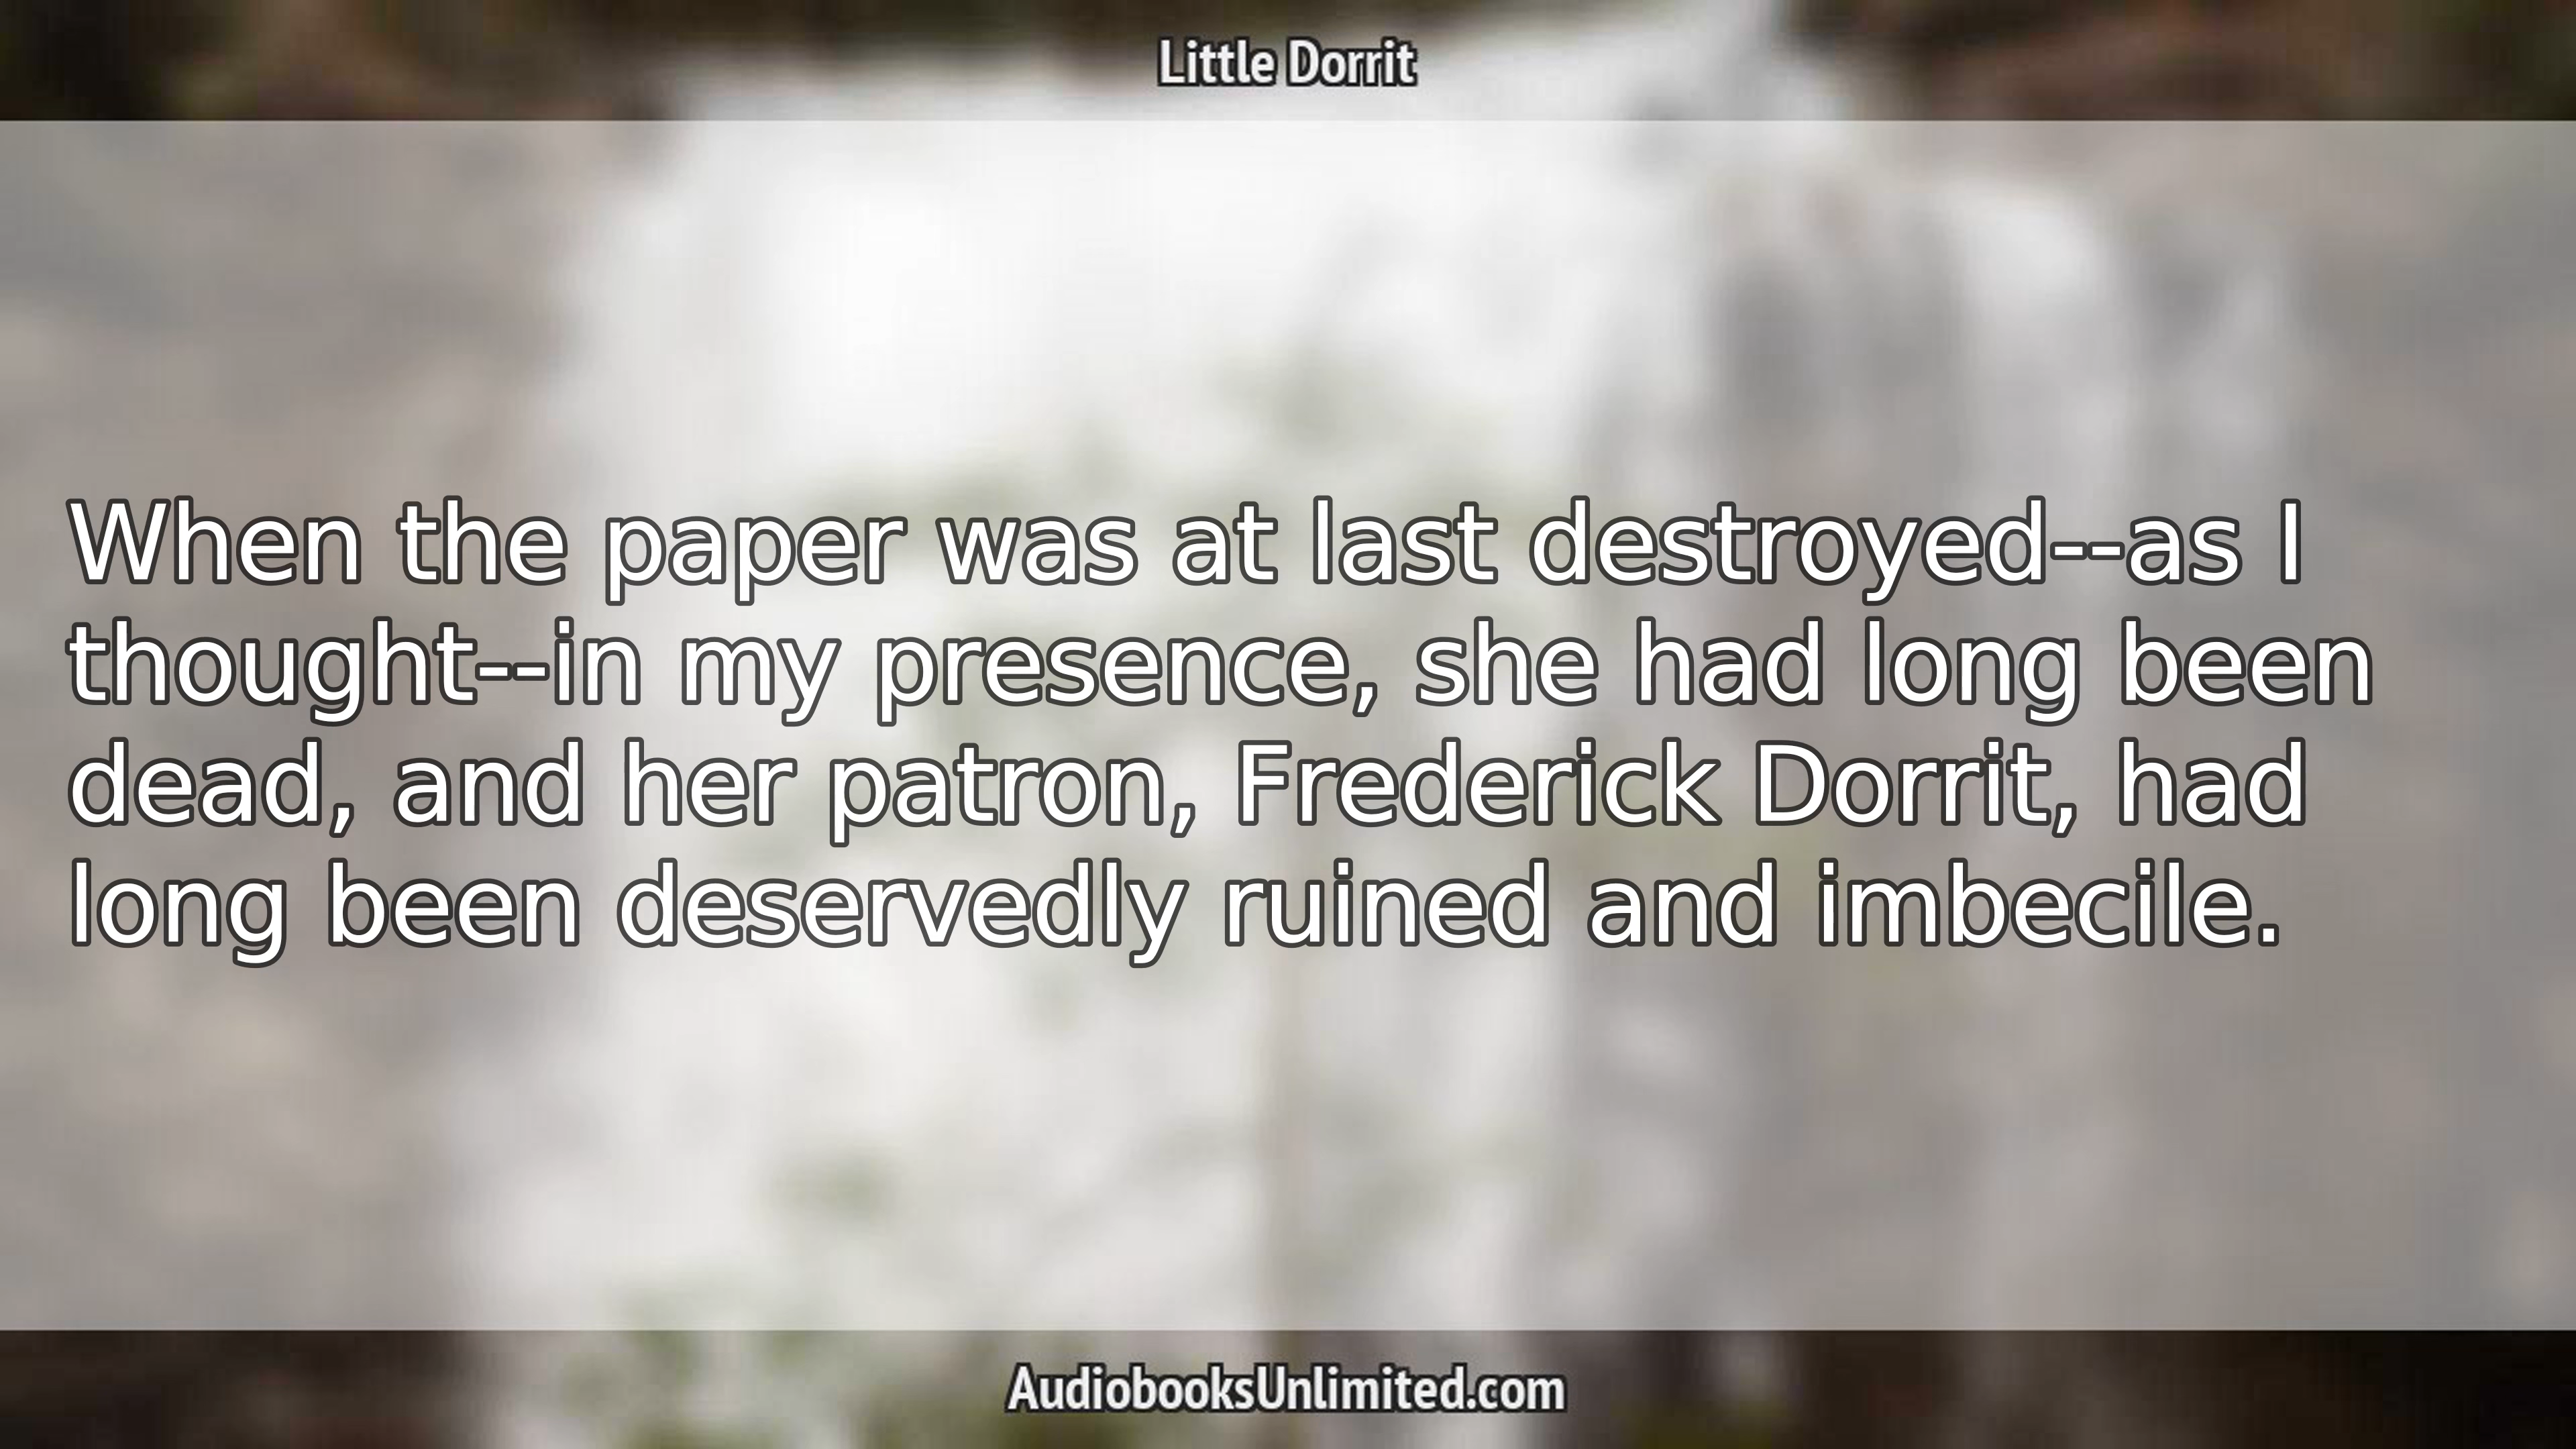 Little Dorrit
When the paper was at last destroyed--as I
thought--in my presence, she had long been
dead, and her patron, Frederick Dorrit, had
long been deservedly ruined and imbecile.
AudiobooksUnlimited.com